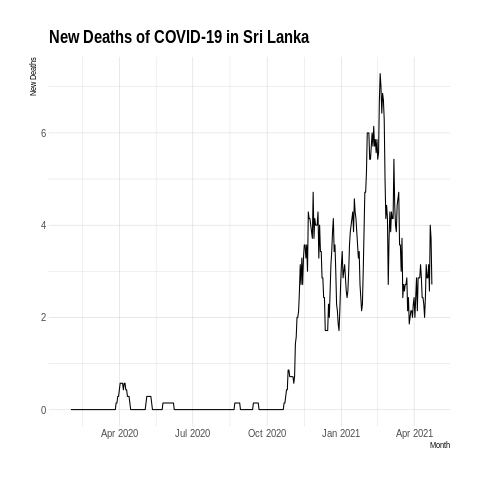 New Deaths of COVID-19 in Sri Lanka
New Deaths
6
4
2
0
Apr 2020 Jul 2020 Oct 2020 Jan 2021 Apr 2021
Month